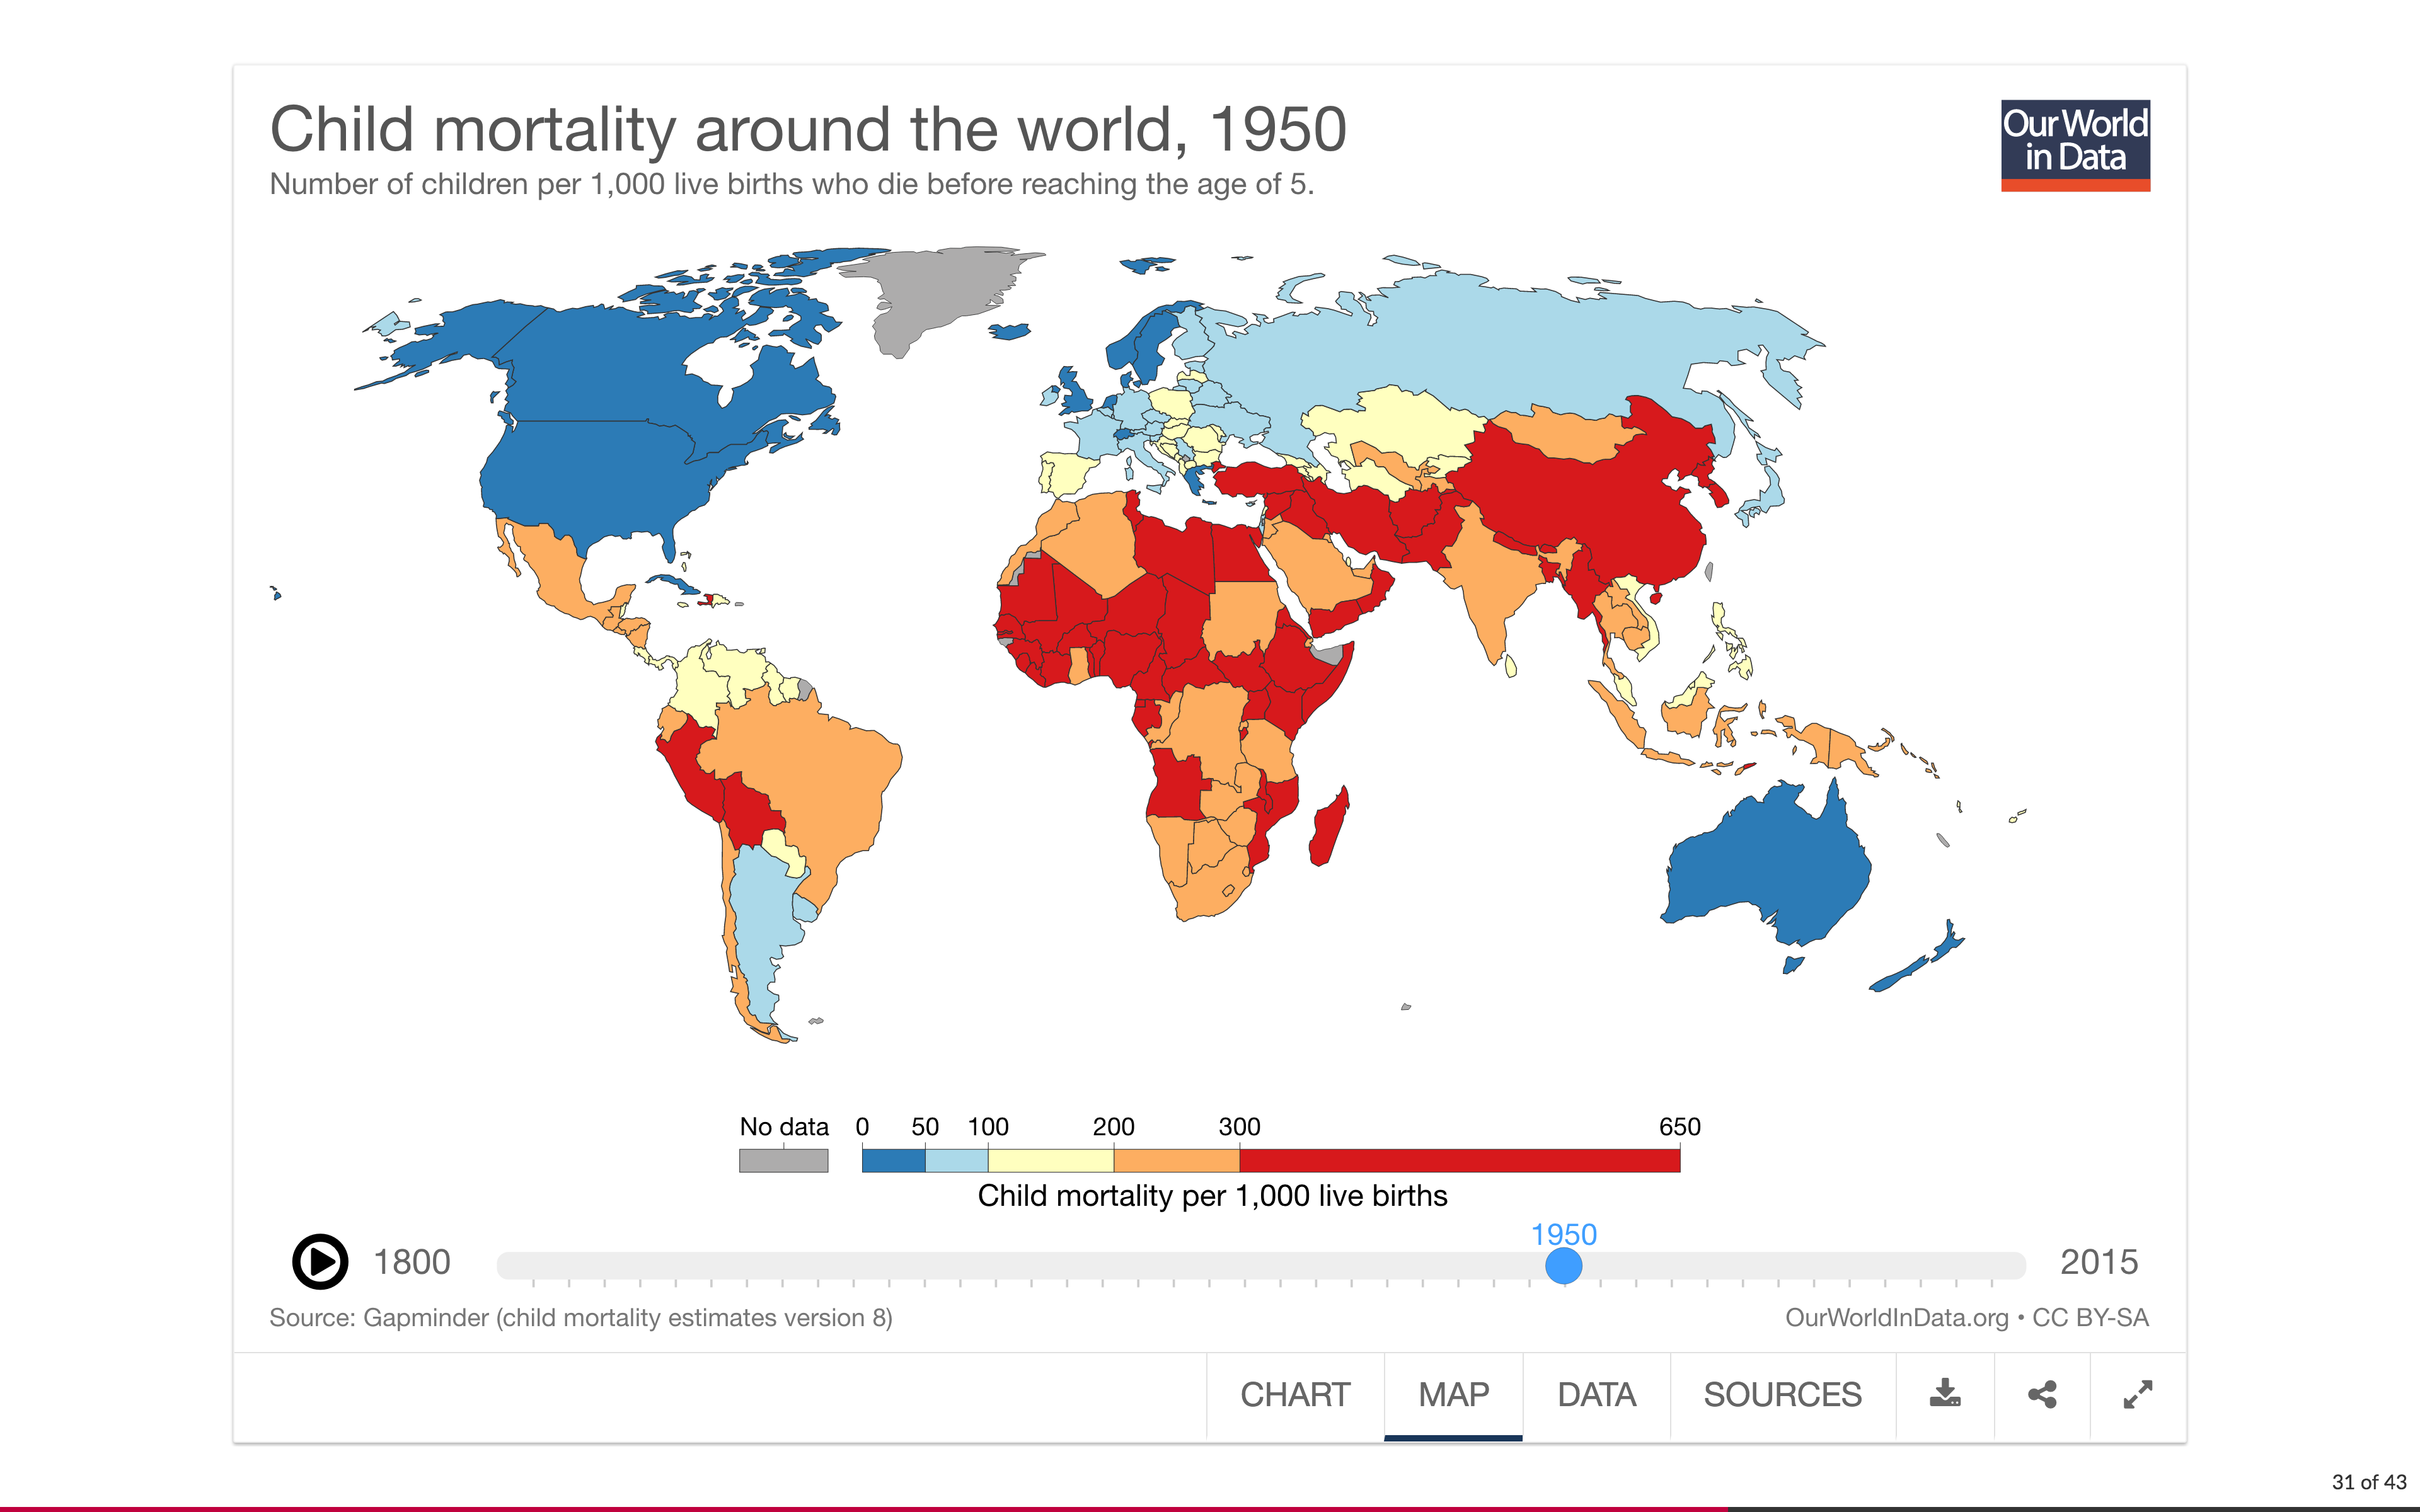 Child mortality around the world, 1950
Number of children per 1,000 live births who die before reaching the age of 5.
Our World
in Data
No data 0 50 100 200 300 650
Child mortality per 1,000 live births
1950
1800 2015
Source: Gapminder (child mortality estimates version 8) OurWorldInData.org • CC BY-SA
CHART MAP DATA SOURCES
31 of 43